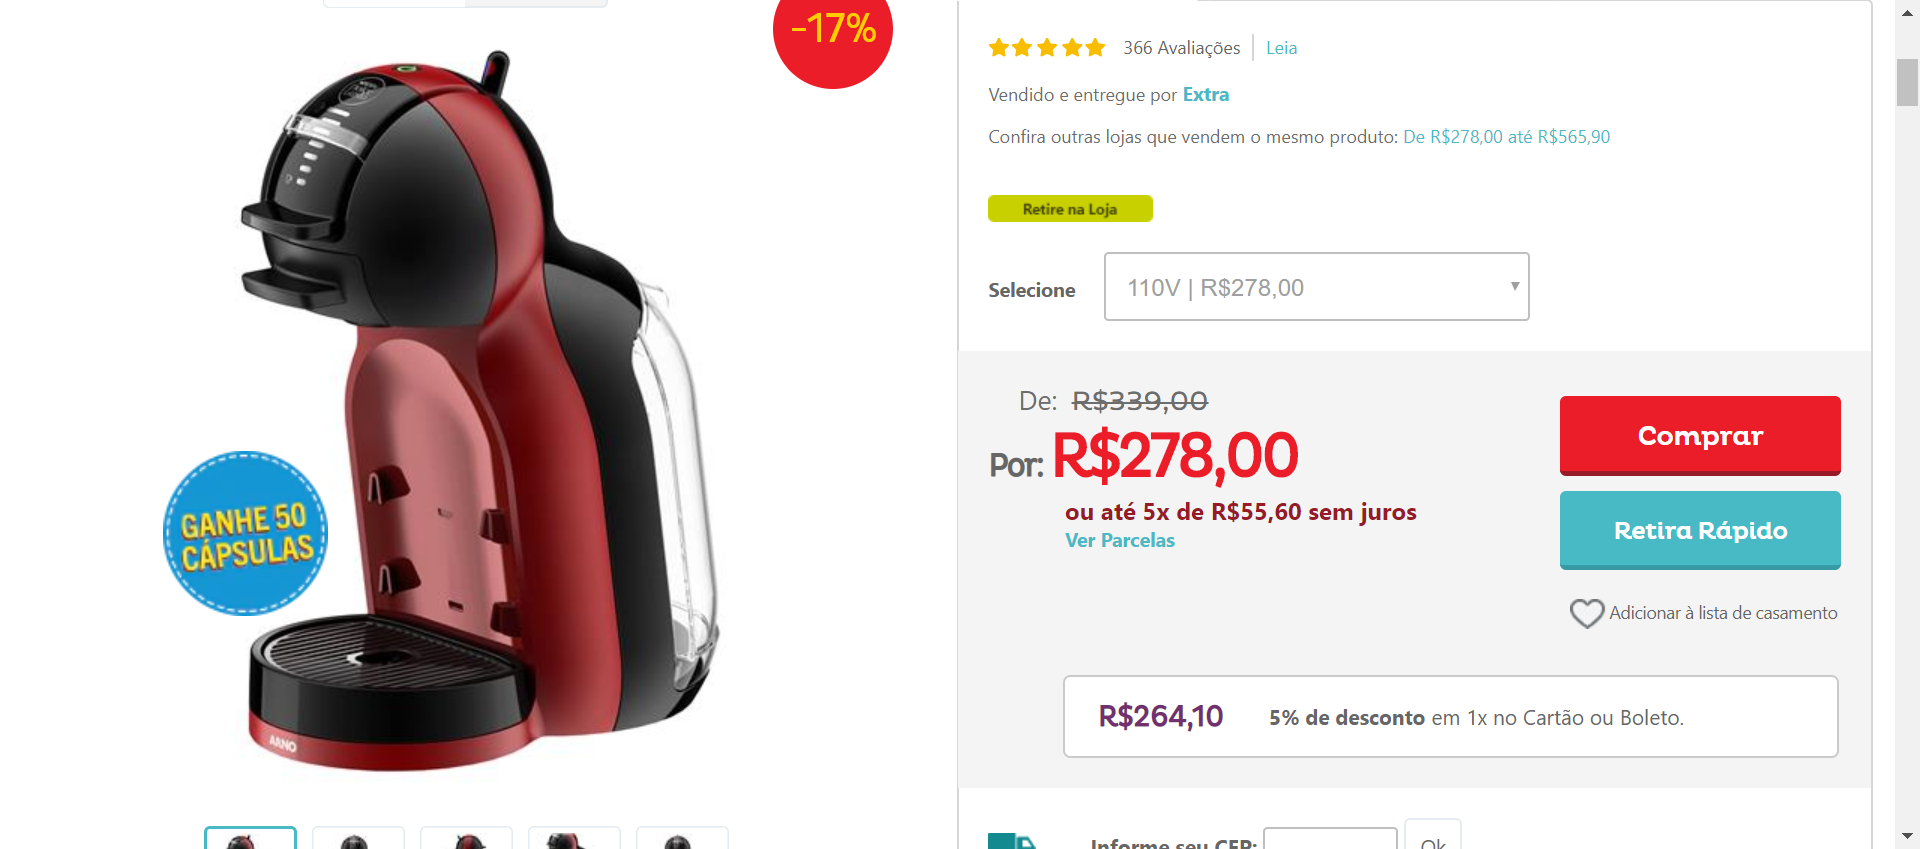 -17%
GANHE 50
CÁPSULAS
ARNO
366 Avaliações
Leia
Vendido e entregue por Extra
Confira outras lojas que vendem o mesmo produto: De R$278,00 até R$565,90
Retire na Loja
Selecione
110V | R$278,00
De: R$339,00
Por: R$278,00
ou até 5x de R$55,60 sem juros
Ver Parcelas
Comprar
Retira Rápido
Adicionar à lista de casamento
R$264,10
5% de desconto em 1x no Cartão ou Boleto.
Informe seu CEP:
Ok